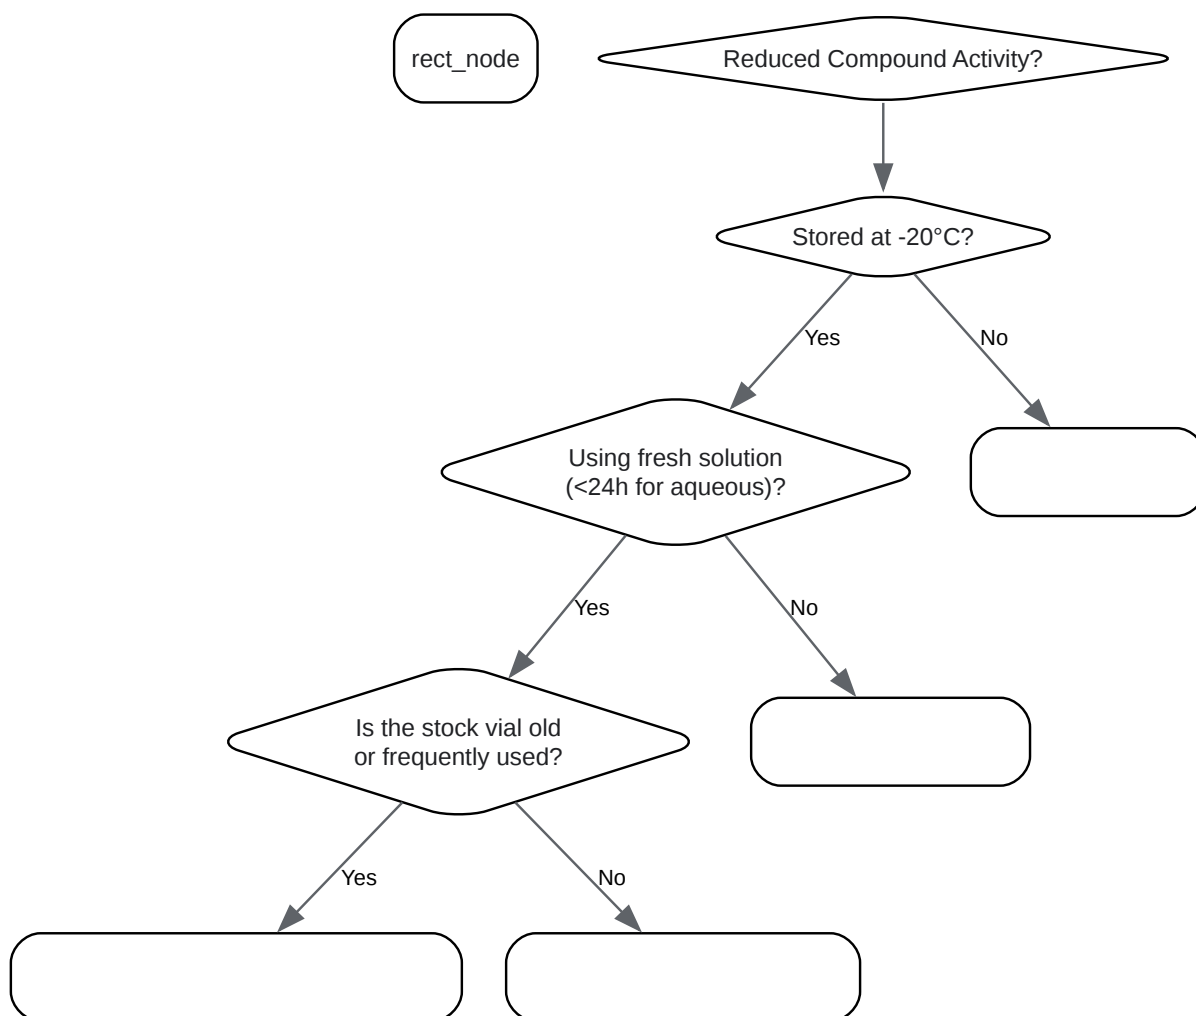 rect_node
Reduced Compound Activity?
Stored at -20°C?
Yes
No
Using fresh solution
(<24h for aqueous)?
Yes
No
Is the stock vial old
or frequently used?
Yes
No